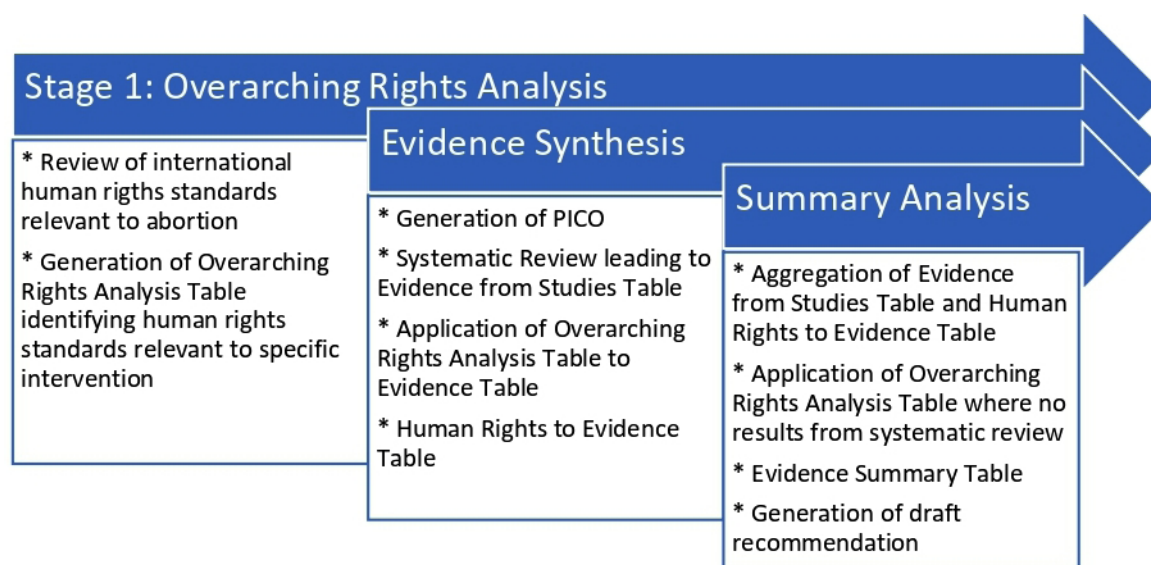 Stage 1: Overarching Rights Analysis
* Review of international
human rigths standards
relevant to abortion
* Generation of Overarching
Rights Analysis Table
identifying human rights
standards relevant to specific
intervention
Evidence Synthesis
* Generation of PICO
* Systematic Review leading to
Evidence from Studies Table
* Application of Overarching
Rights Analysis Table to
Evidence Table
* Human Rights to Evidence
Table
Summary Analysis
* Aggregation of Evidence
from Studies Table and Human
Rights to Evidence Table
* Application of Overarching
Rights Analysis Table where no
results from systematic review
* Evidence Summary Table
* Generation of draft
recommendation